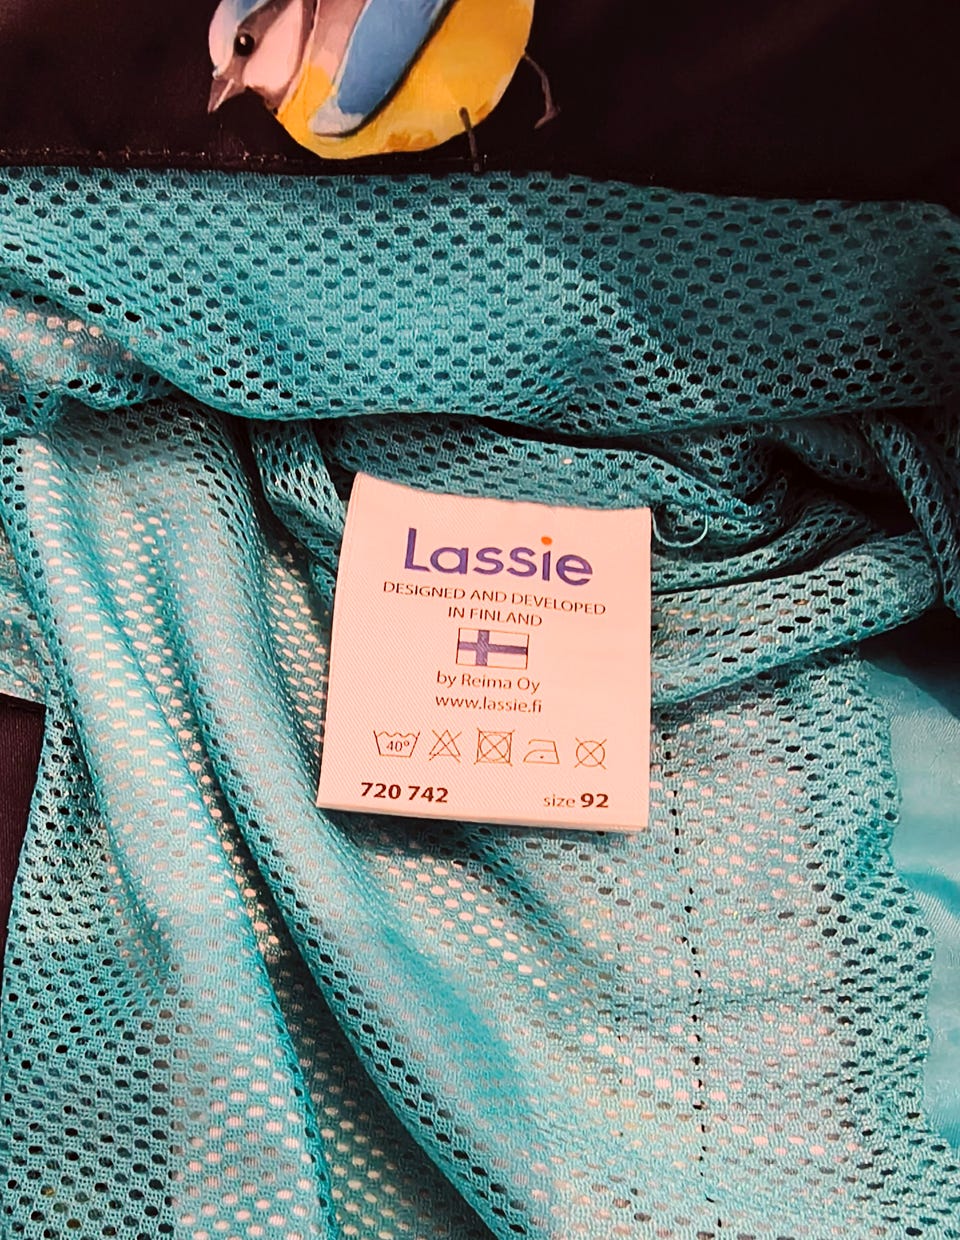 Lassie
DESIGNED AND DEVELOPED
IN FINLAND
by Reima Oy
www.lassie.fi
40°
720 742 size 92